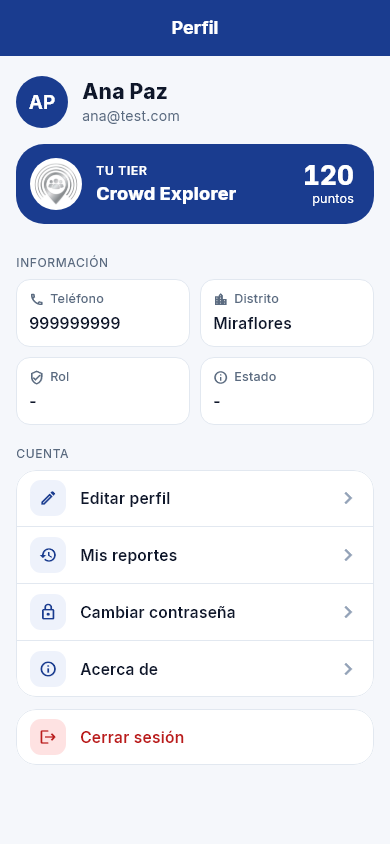 Perfil
AP
Ana Paz
ana@test.com
TU TIER
Crowd Explorer
120
puntos
INFORMACIÓN
Teléfono
999999999
Distrito
Miraflores
Rol
-
Estado
-
CUENTA
Editar perfil
Mis reportes
Cambiar contraseña
Acerca de
Cerrar sesión